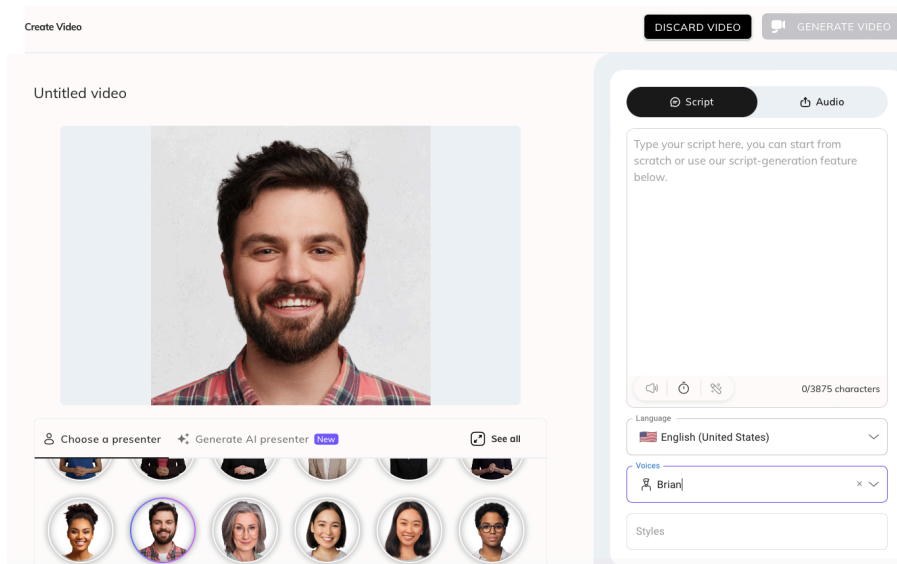 Create Video
DISCARD VIDEO
GENERATE VIDEO
Untitled video
Script
Audio
Type your script here, you can start from
scratch or use our script-generation feature
below.
0/3875 characters
Language
English (United States)
Voices
Brian
Styles
Choose a presenter
Generate AI presenter New
See all